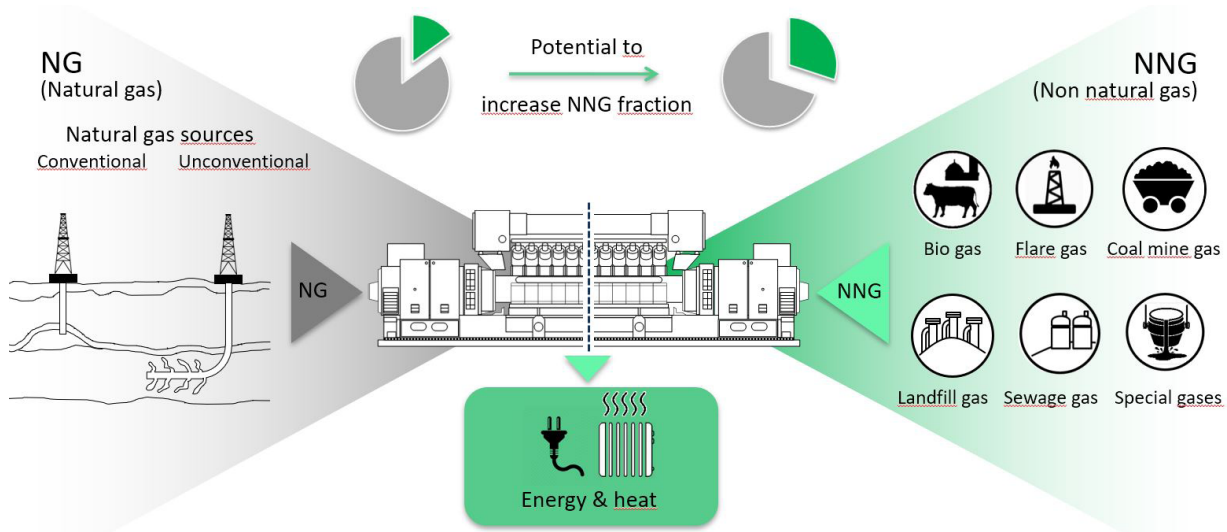 NG
(Natural gas)
Natural gas sources
Conventional Unconventional
Potential to
increase NNG fraction
NNG
(Non natural gas)
Bio gas Flare gas Coal mine gas
NG
NNG
Landfill gas Sewage gas Special gases
Energy & heat